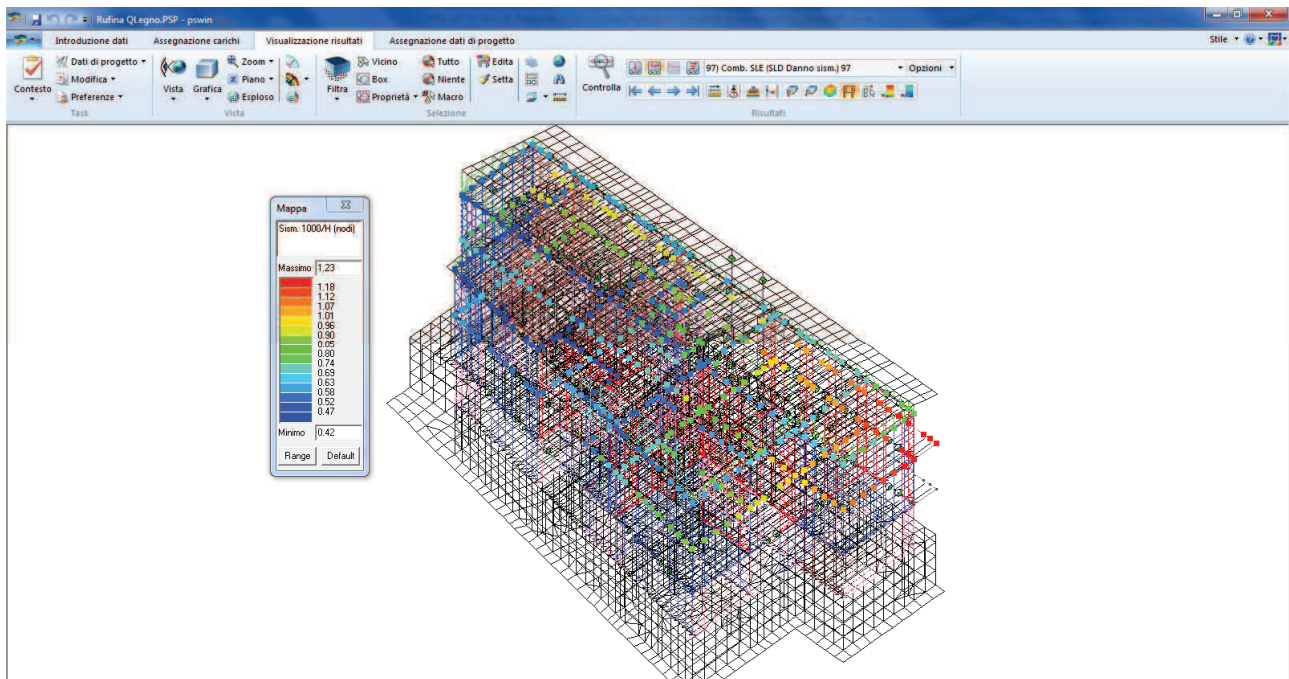 Rufina QLegno.PSP - pswin
Introduzione dati Assegnazione carichi Visualizzazione risultati Assegnazione dati di progetto Stile
Dati di progetto Zoom Vicino Tutto Edita 97) Comb. SLE (SLD Danno sism.) 97 Opzioni
Contesto Modifica Vista Grafica Piano Filtra Box Niente Setta Controlla
Preferenze Esploso Proprietà Macro
Task Vista Selezione Risultati
Mappa
Sism. 1000/H (nodi)
Massimo 1.23
1.18
1.12
1.07
1.01
0.96
0.90
0.05
0.80
0.74
0.69
0.63
0.58
0.52
0.47
Minimo 0.42
Range Default